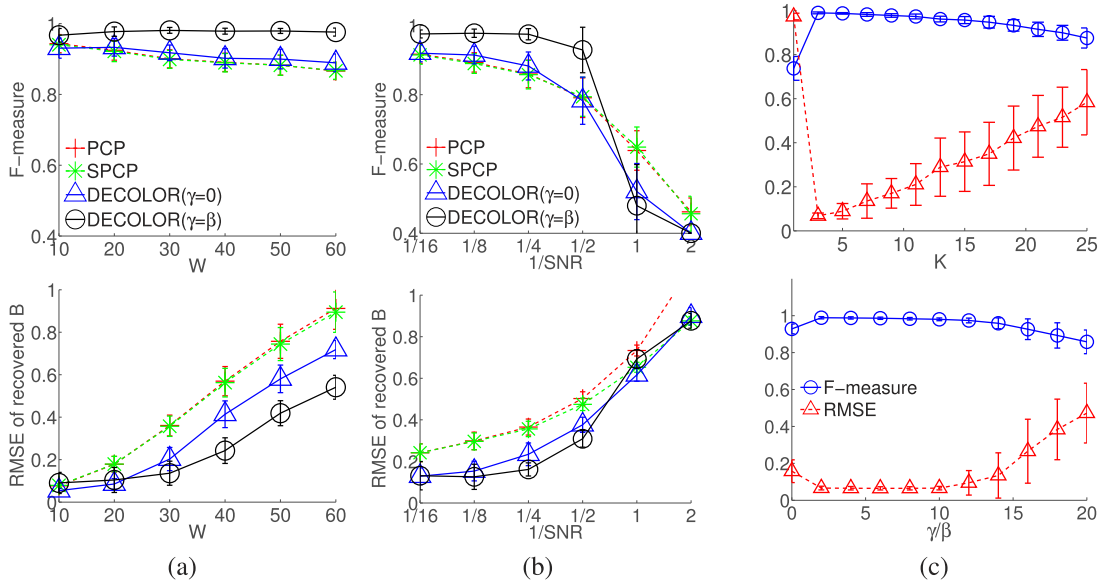 1
0.8
0.6
0.4
F-measure
10 20 30 40 50 60
W
PCP
SPCP
DECOLOR(γ=0)
DECOLOR(γ=β)
1
0.8
0.6
0.4
F-measure
1/16 1/8 1/4 1/2 1 2
1/SNR
PCP
SPCP
DECOLOR(γ=0)
DECOLOR(γ=β)
1
0.8
0.6
0.4
0.2
0
5 10 15 20 25
K
1
0.8
0.6
0.4
0.2
0
RMSE of recovered B
10 20 30 40 50 60
W
1
0.8
0.6
0.4
0.2
0
RMSE of recovered B
1/16 1/8 1/4 1/2 1 2
1/SNR
1
0.8
0.6
0.4
0.2
0
F-measure
RMSE
0 5 10 15 20
γ/β
(a)
(b)
(c)